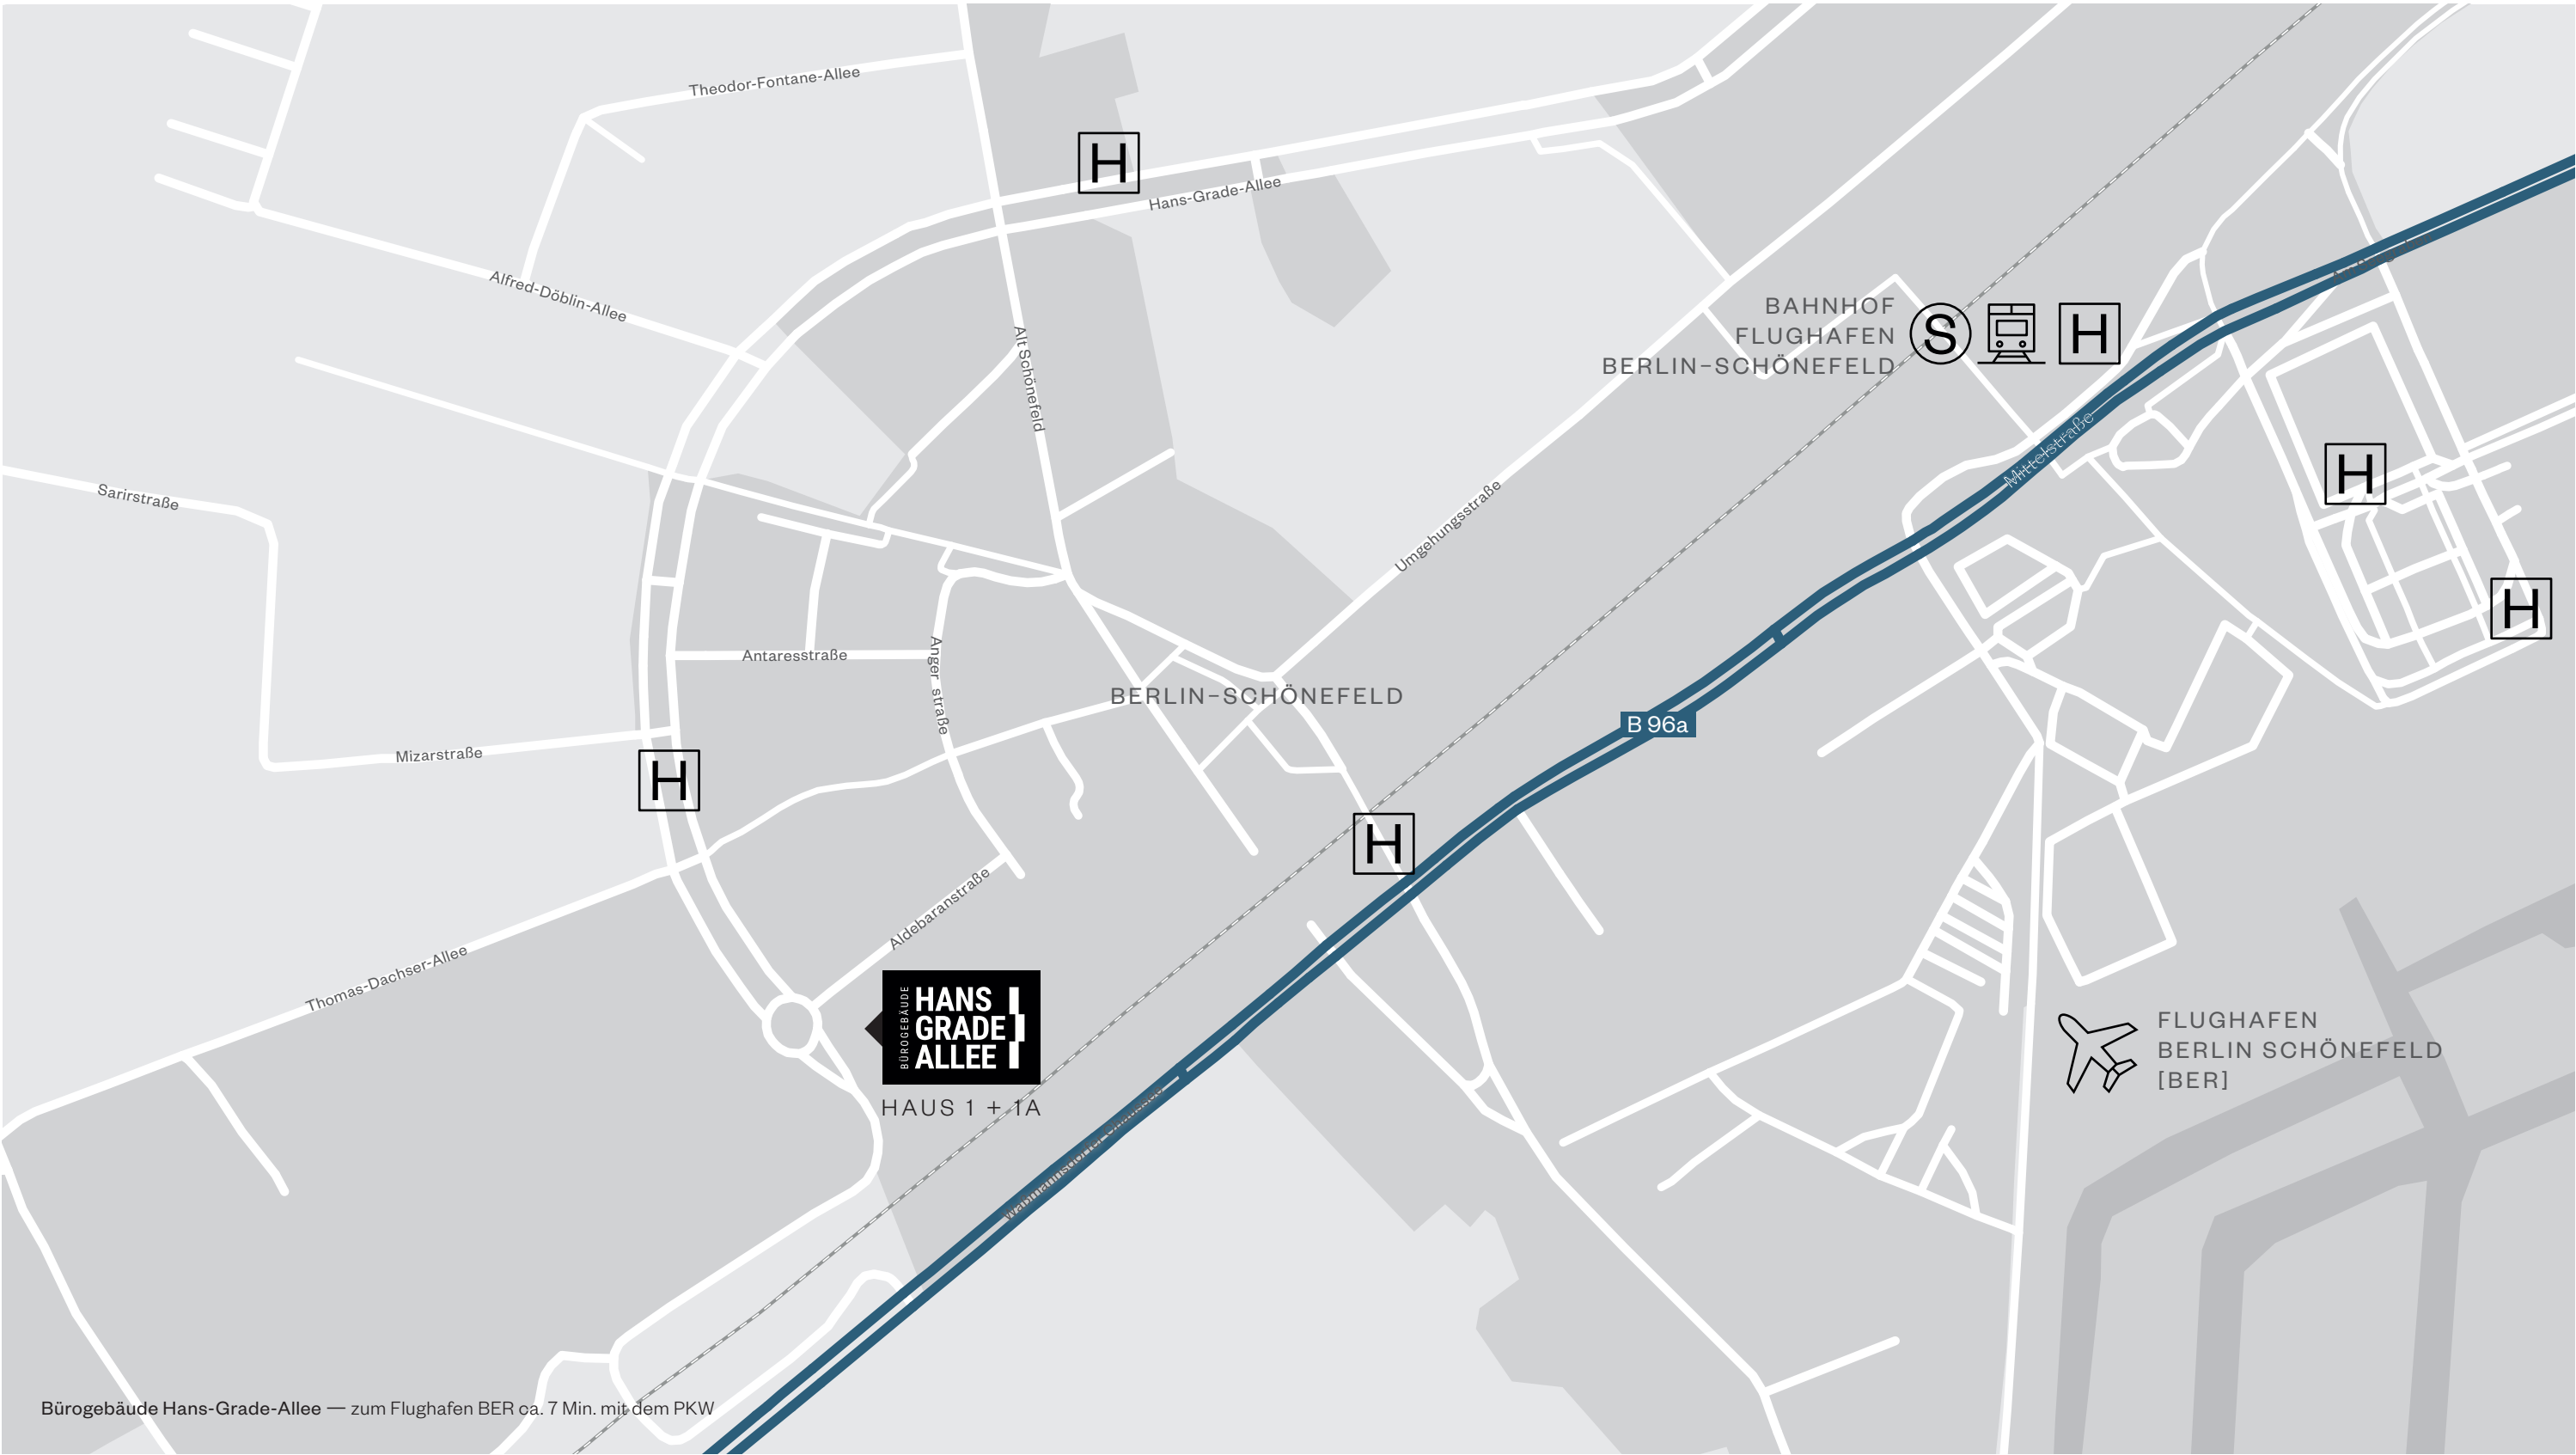 Theodor-Fontane-Allee
H
Hans-Grade-Allee
Alfred-Döblin-Allee
Alt Schönefeld
BAHNHOF
FLUGHAFEN
BERLIN-SCHÖNEFELD
S
H
Mittelstraße
H
Sarirstraße
Umgehungsstraße
H
Antaresstraße
Anger straße
BERLIN-SCHÖNEFELD
B 96a
Mizarstraße
H
H
Aldebaranstraße
Thomas-Dachser-Allee
BÜROGEBÄUDE
HANS
GRADE
ALLEE
HAUS 1 + 1A
FLUGHAFEN
BERLIN SCHÖNEFELD
[BER]
Bürogebäude Hans-Grade-Allee — zum Flughafen BER ca. 7 Min. mit dem PKW